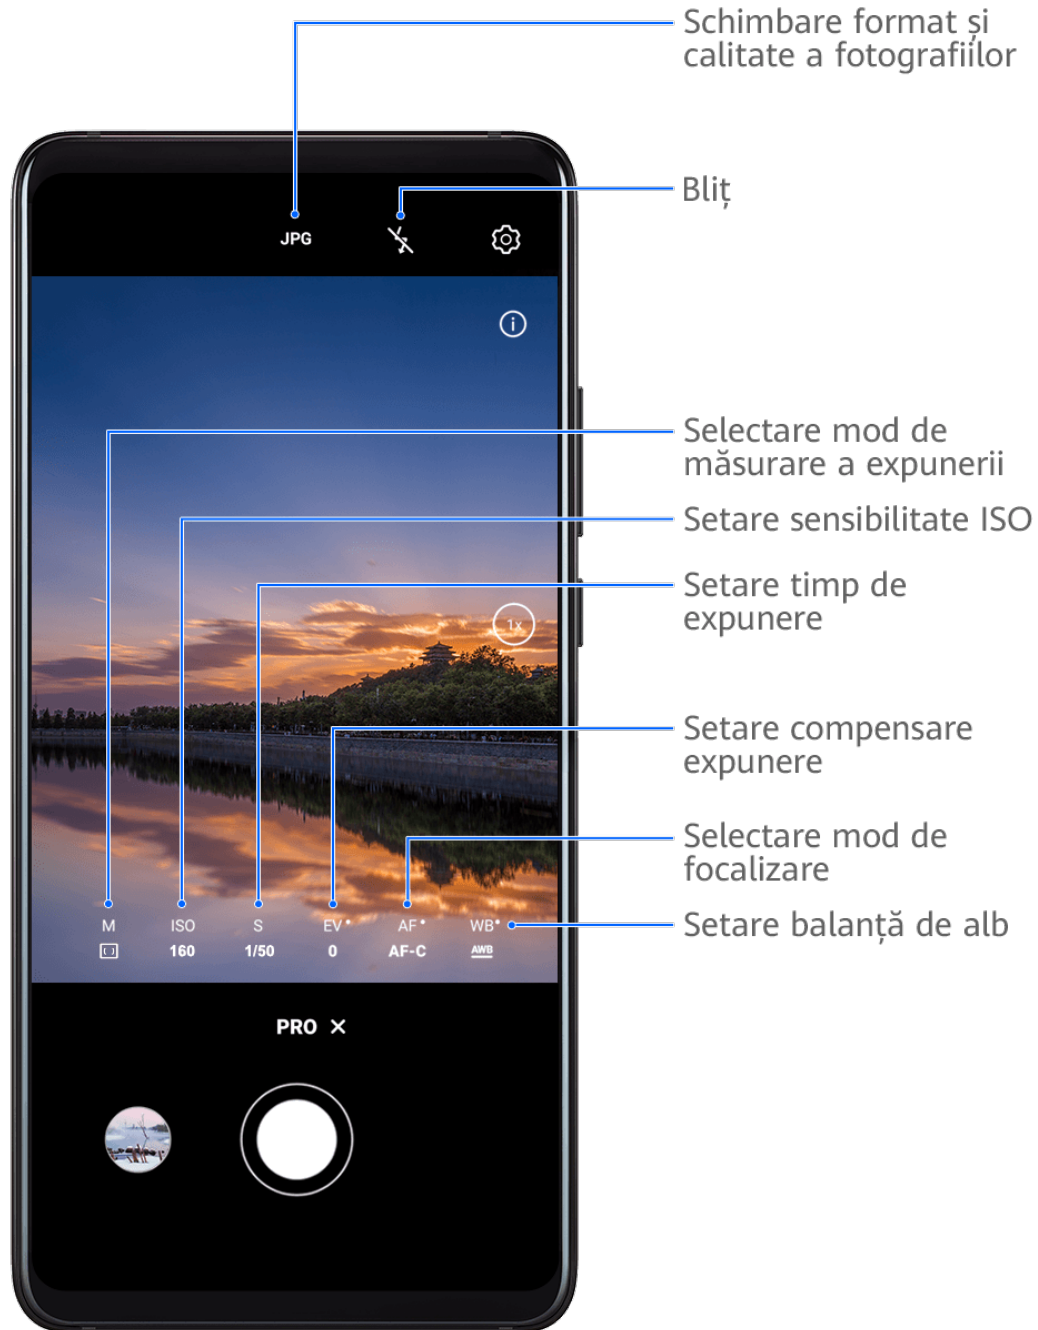 Schimbare format și
calitate a fotografiilor
Bliț
JPG
Selectare mod de
măsurare a expunerii
Setare sensibilitate ISO
Setare timp de
expunere
1x
Setare compensare
expunere
Selectare mod de
focalizare
Setare balanță de alb
M ISO S EV AF WB
160 1/50 0 AF-C AWB
PRO